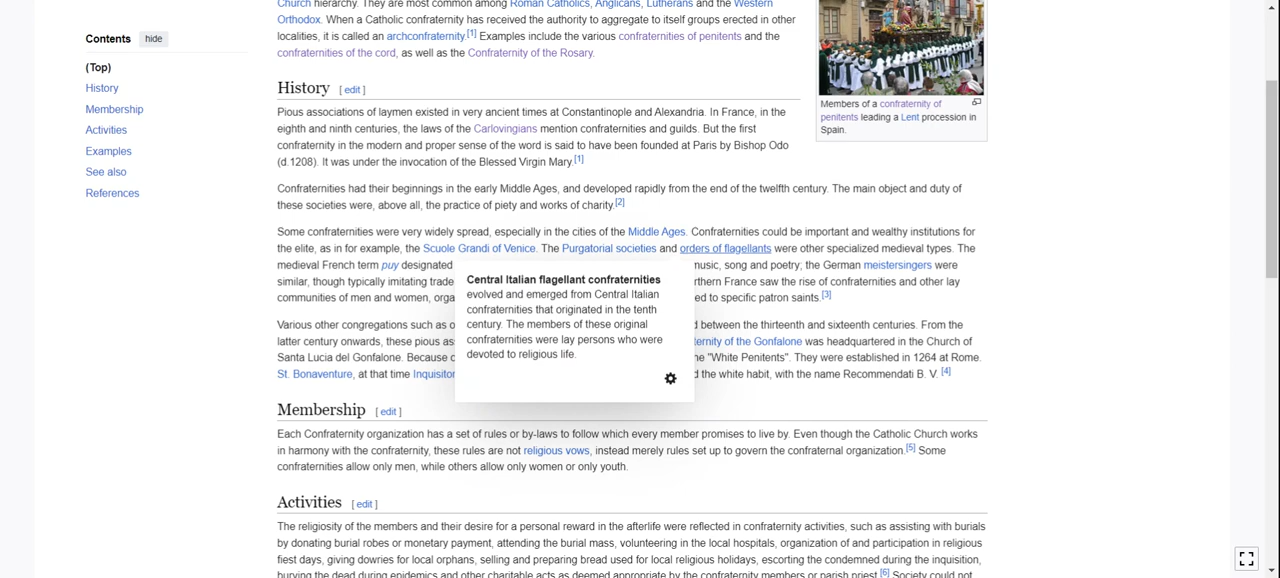 Church hierarchy. They are most common among Roman Catholics, Anglicans, Lutherans and the Western
Orthodox. When a Catholic confraternity has received the authority to aggregate to itself groups erected in other
localities, it is called an archconfraternity.[1] Examples include the various confraternities of penitents and the
confraternities of the cord, as well as the Confraternity of the Rosary.
Contents hide
(Top)
History
Membership
Activities
Examples
See also
References
Members of a confraternity of
penitents leading a Lent procession in
Spain.
History [ edit ]
Pious associations of laymen existed in very ancient times at Constantinople and Alexandria. In France, in the
eighth and ninth centuries, the laws of the Carlovingians mention confraternities and guilds. But the first
confraternity in the modern and proper sense of the word is said to have been founded at Paris by Bishop Odo
(d.1208). It was under the invocation of the Blessed Virgin Mary.[1]
Confraternities had their beginnings in the early Middle Ages, and developed rapidly from the end of the twelfth century. The main object and duty of
these societies were, above all, the practice of piety and works of charity.[2]
Some confraternities were very widely spread, especially in the cities of the Middle Ages. Confraternities could be important and wealthy institutions for
the elite, as in for example, the Scuole Grandi of Venice. The Purgatorial societies and orders of flagellants were other specialized medieval types. The
medieval French term puy designated music, song and poetry; the German meistersingers were
similar, though typically imitating trade rthern France saw the rise of confraternities and other lay
communities of men and women, orga ed to specific patron saints.[3]
Central Italian flagellant confraternities
evolved and emerged from Central Italian
confraternities that originated in the tenth
century. The members of these original
confraternities were lay persons who were
devoted to religious life.
Various other congregations such as o d between the thirteenth and sixteenth centuries. From the
latter century onwards, these pious as ernity of the Gonfalone was headquartered in the Church of
Santa Lucia del Gonfalone. Because o he "White Penitents". They were established in 1264 at Rome.
St. Bonaventure, at that time Inquisitor d the white habit, with the name Recommendati B. V. [4]
Membership [ edit ]
Each Confraternity organization has a set of rules or by-laws to follow which every member promises to live by. Even though the Catholic Church works
in harmony with the confraternity, these rules are not religious vows, instead merely rules set up to govern the confraternal organization.[5] Some
confraternities allow only men, while others allow only women or only youth.
Activities [ edit ]
The religiosity of the members and their desire for a personal reward in the afterlife were reflected in confraternity activities, such as assisting with burials
by donating burial robes or monetary payment, attending the burial mass, volunteering in the local hospitals, organization of and participation in religious
fiest days, giving dowries for local orphans, selling and preparing bread used for local religious holidays, escorting the condemned during the inquisition,
burying the dead during epidemics and other charitable acts as deemed appropriate by the confraternity members or parish priest.[6] Society could not